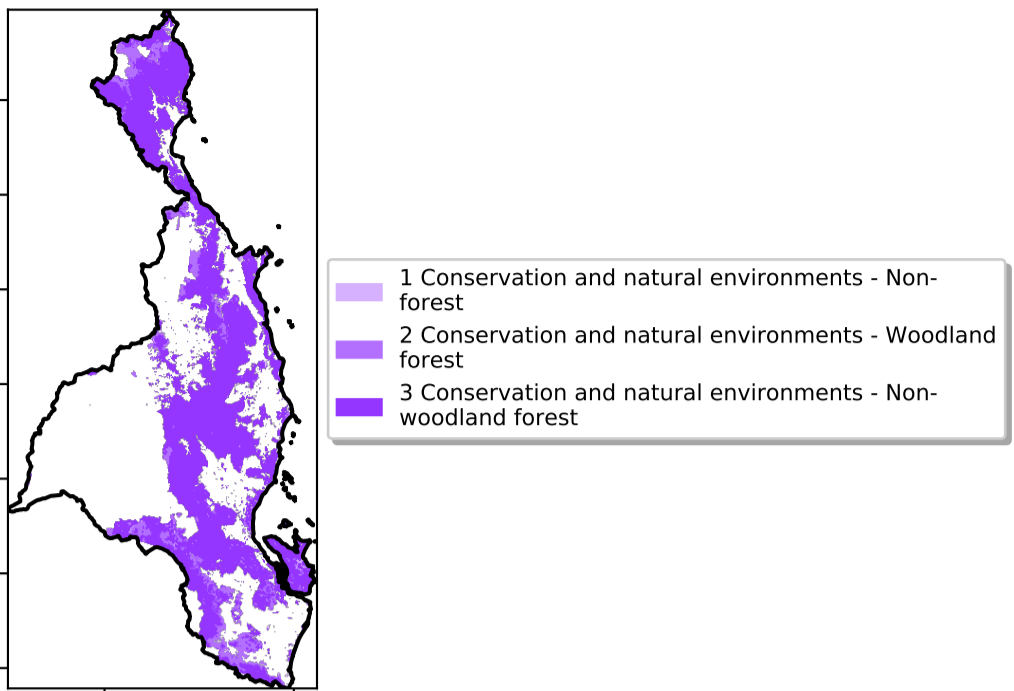 1 Conservation and natural environments - Non-
forest
2 Conservation and natural environments - Woodland
forest
3 Conservation and natural environments - Non-
woodland forest